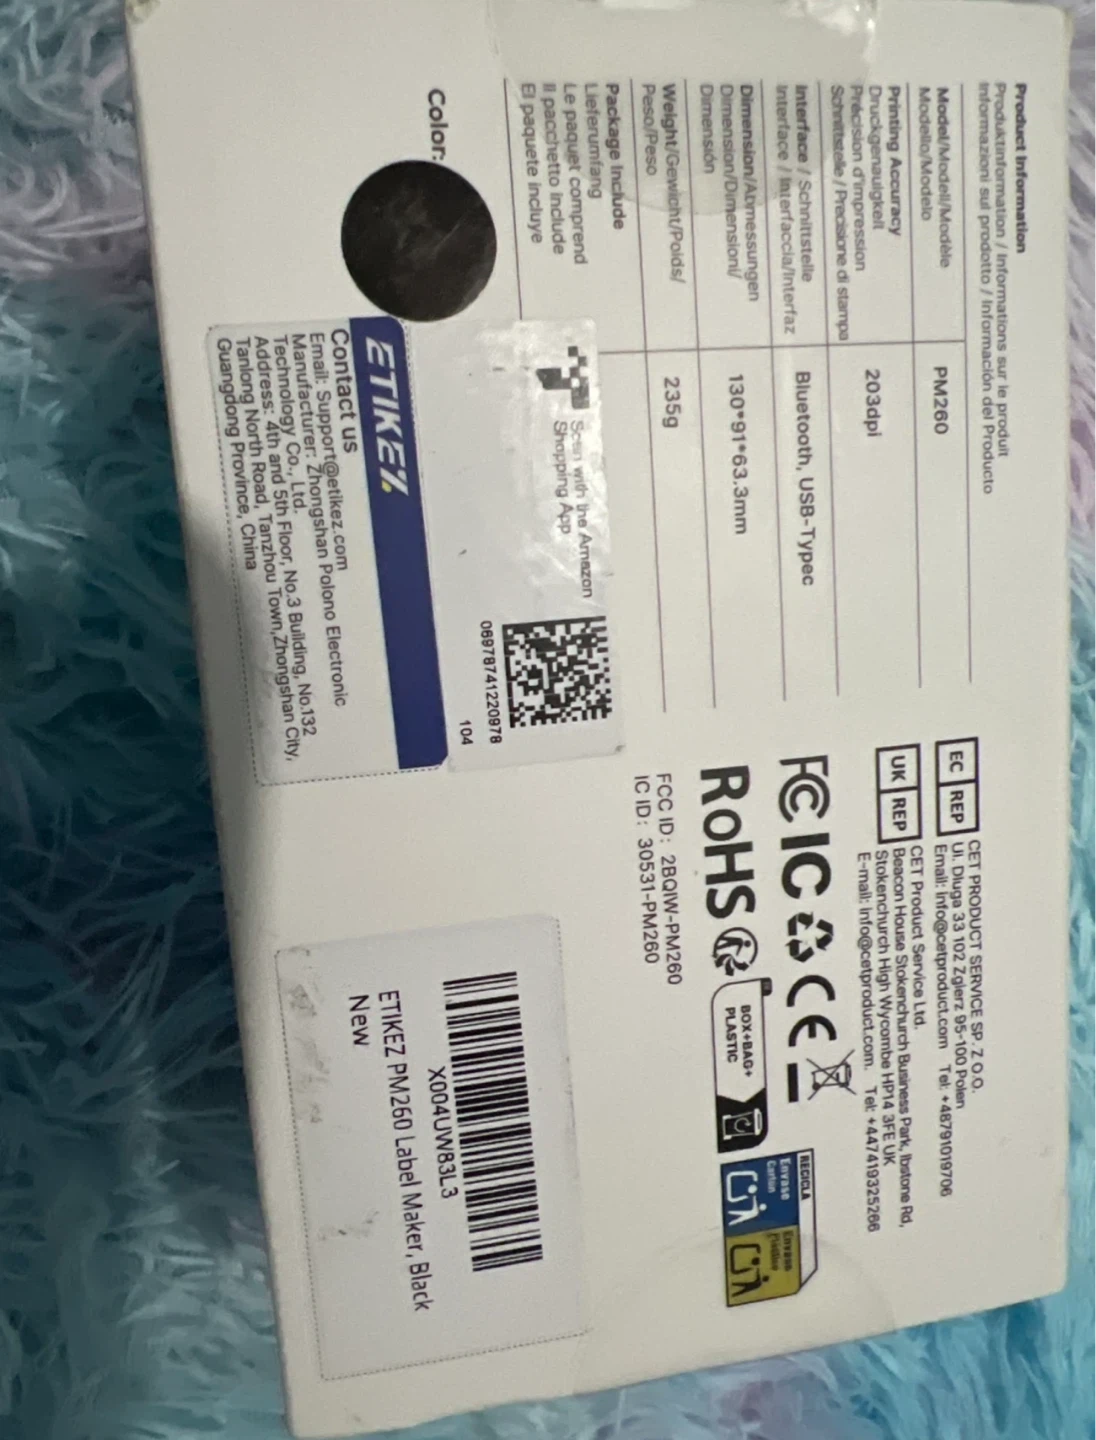 Product Information
Produktinformation / Informations sur le produit
Informazioni sul prodotto / Información del Producto
Model/Modell/Modèle/
Modello/Modelo
PM260
Printing Accuracy
Druckgenauigkeit
Précision d'impression
Schnittstelle / Precisione di stampa
203dpi
Interface / Schnittstelle
Interface / Interfaccia/Interfaz
Bluetooth, USB-Typec
Dimension/Abmessungen
Dimension/Dimensioni/
Dimensión
130*91*63.3mm
Weight/Gewicht/Poids/
Peso/Peso
235g
Package Include
Lieferumfang
Le paquet comprend
Il pacchetto include
El paquete incluye
Color:
Scan with the Amazon
Shopping App
06978741220978
104
ETIKEZ
Contact us
Email: Support@etikez.com
Manufacturer: Zhongshan Polono Electronic
Technology Co., Ltd.
Address: 4th and 5th Floor, No.3 Building, No.132
Tanlong North Road, Tanzhou Town,Zhongshan City,
Guangdong Province, China
EC REP
CET PRODUCT SERVICE SP. Z O.O.
Ul. Dluga 33 102 Zgierz 95-100 Polen
Email: info@cetproduct.com Tel: +48791019706
UK REP
CET Product Service Ltd.
Beacon House Stokenchurch Business Park, Ibstone Rd,
Stokenchurch High Wycombe HP14 3FE UK
E-mail: info@cetproduct.com. Tel: +447419325266
FC IC CE
RoHS
BOX+BAG+
PLASTIC
RECICLA
Envase
Cartón
Envase
Plástico
FCC ID: 2BQIW-PM260
IC ID: 30531-PM260
X004UW83L3
ETIKEZ PM260 Label Maker, Black
New